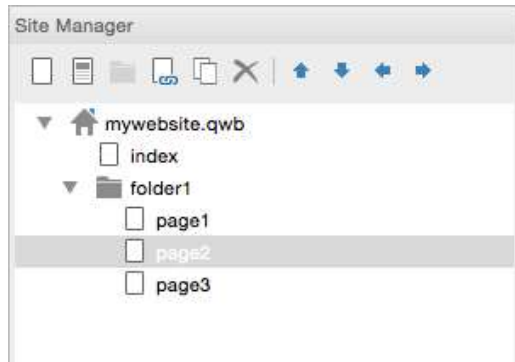 Site Manager
mywebsite.qwb
index
folder1
page1
page2
page3